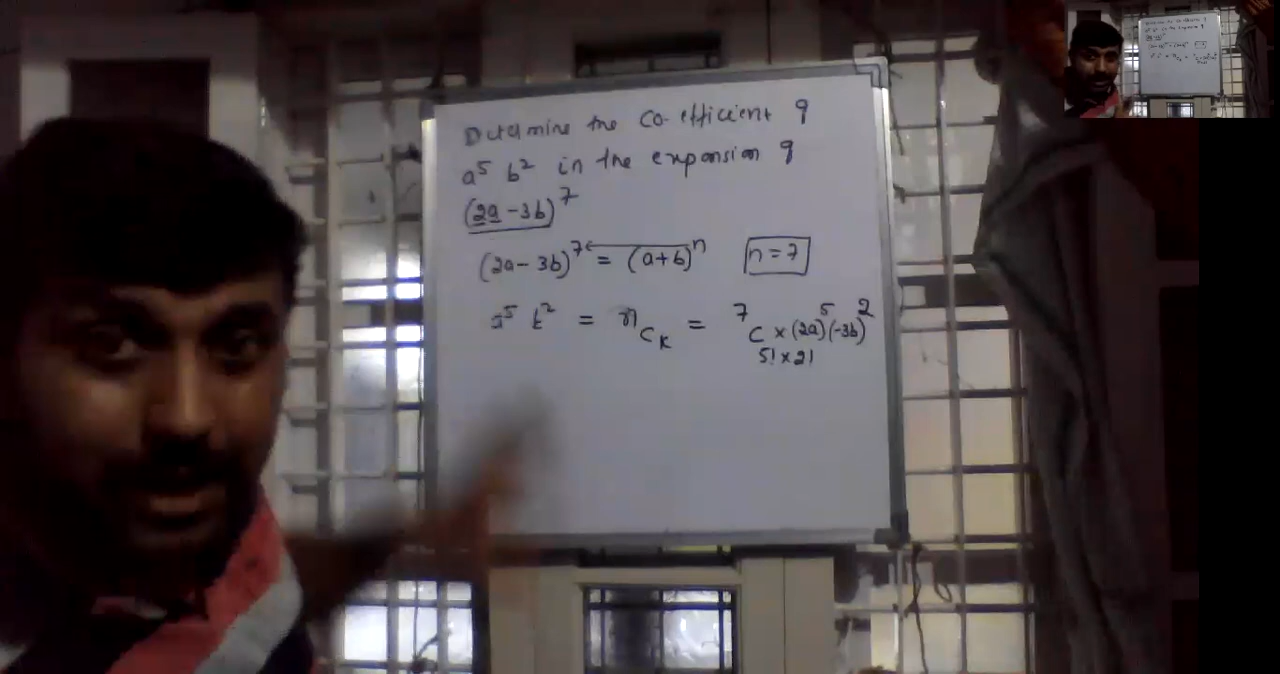 Determine the Co-efficient of
a⁵ b² in the expansion of
(2a - 3b)⁷
(2a - 3b)⁷ = (a + b)ⁿ n = 7
a⁵ b² = ⁿCₖ = ⁷C × (2a)⁵ (-3b)²
5! × 2!